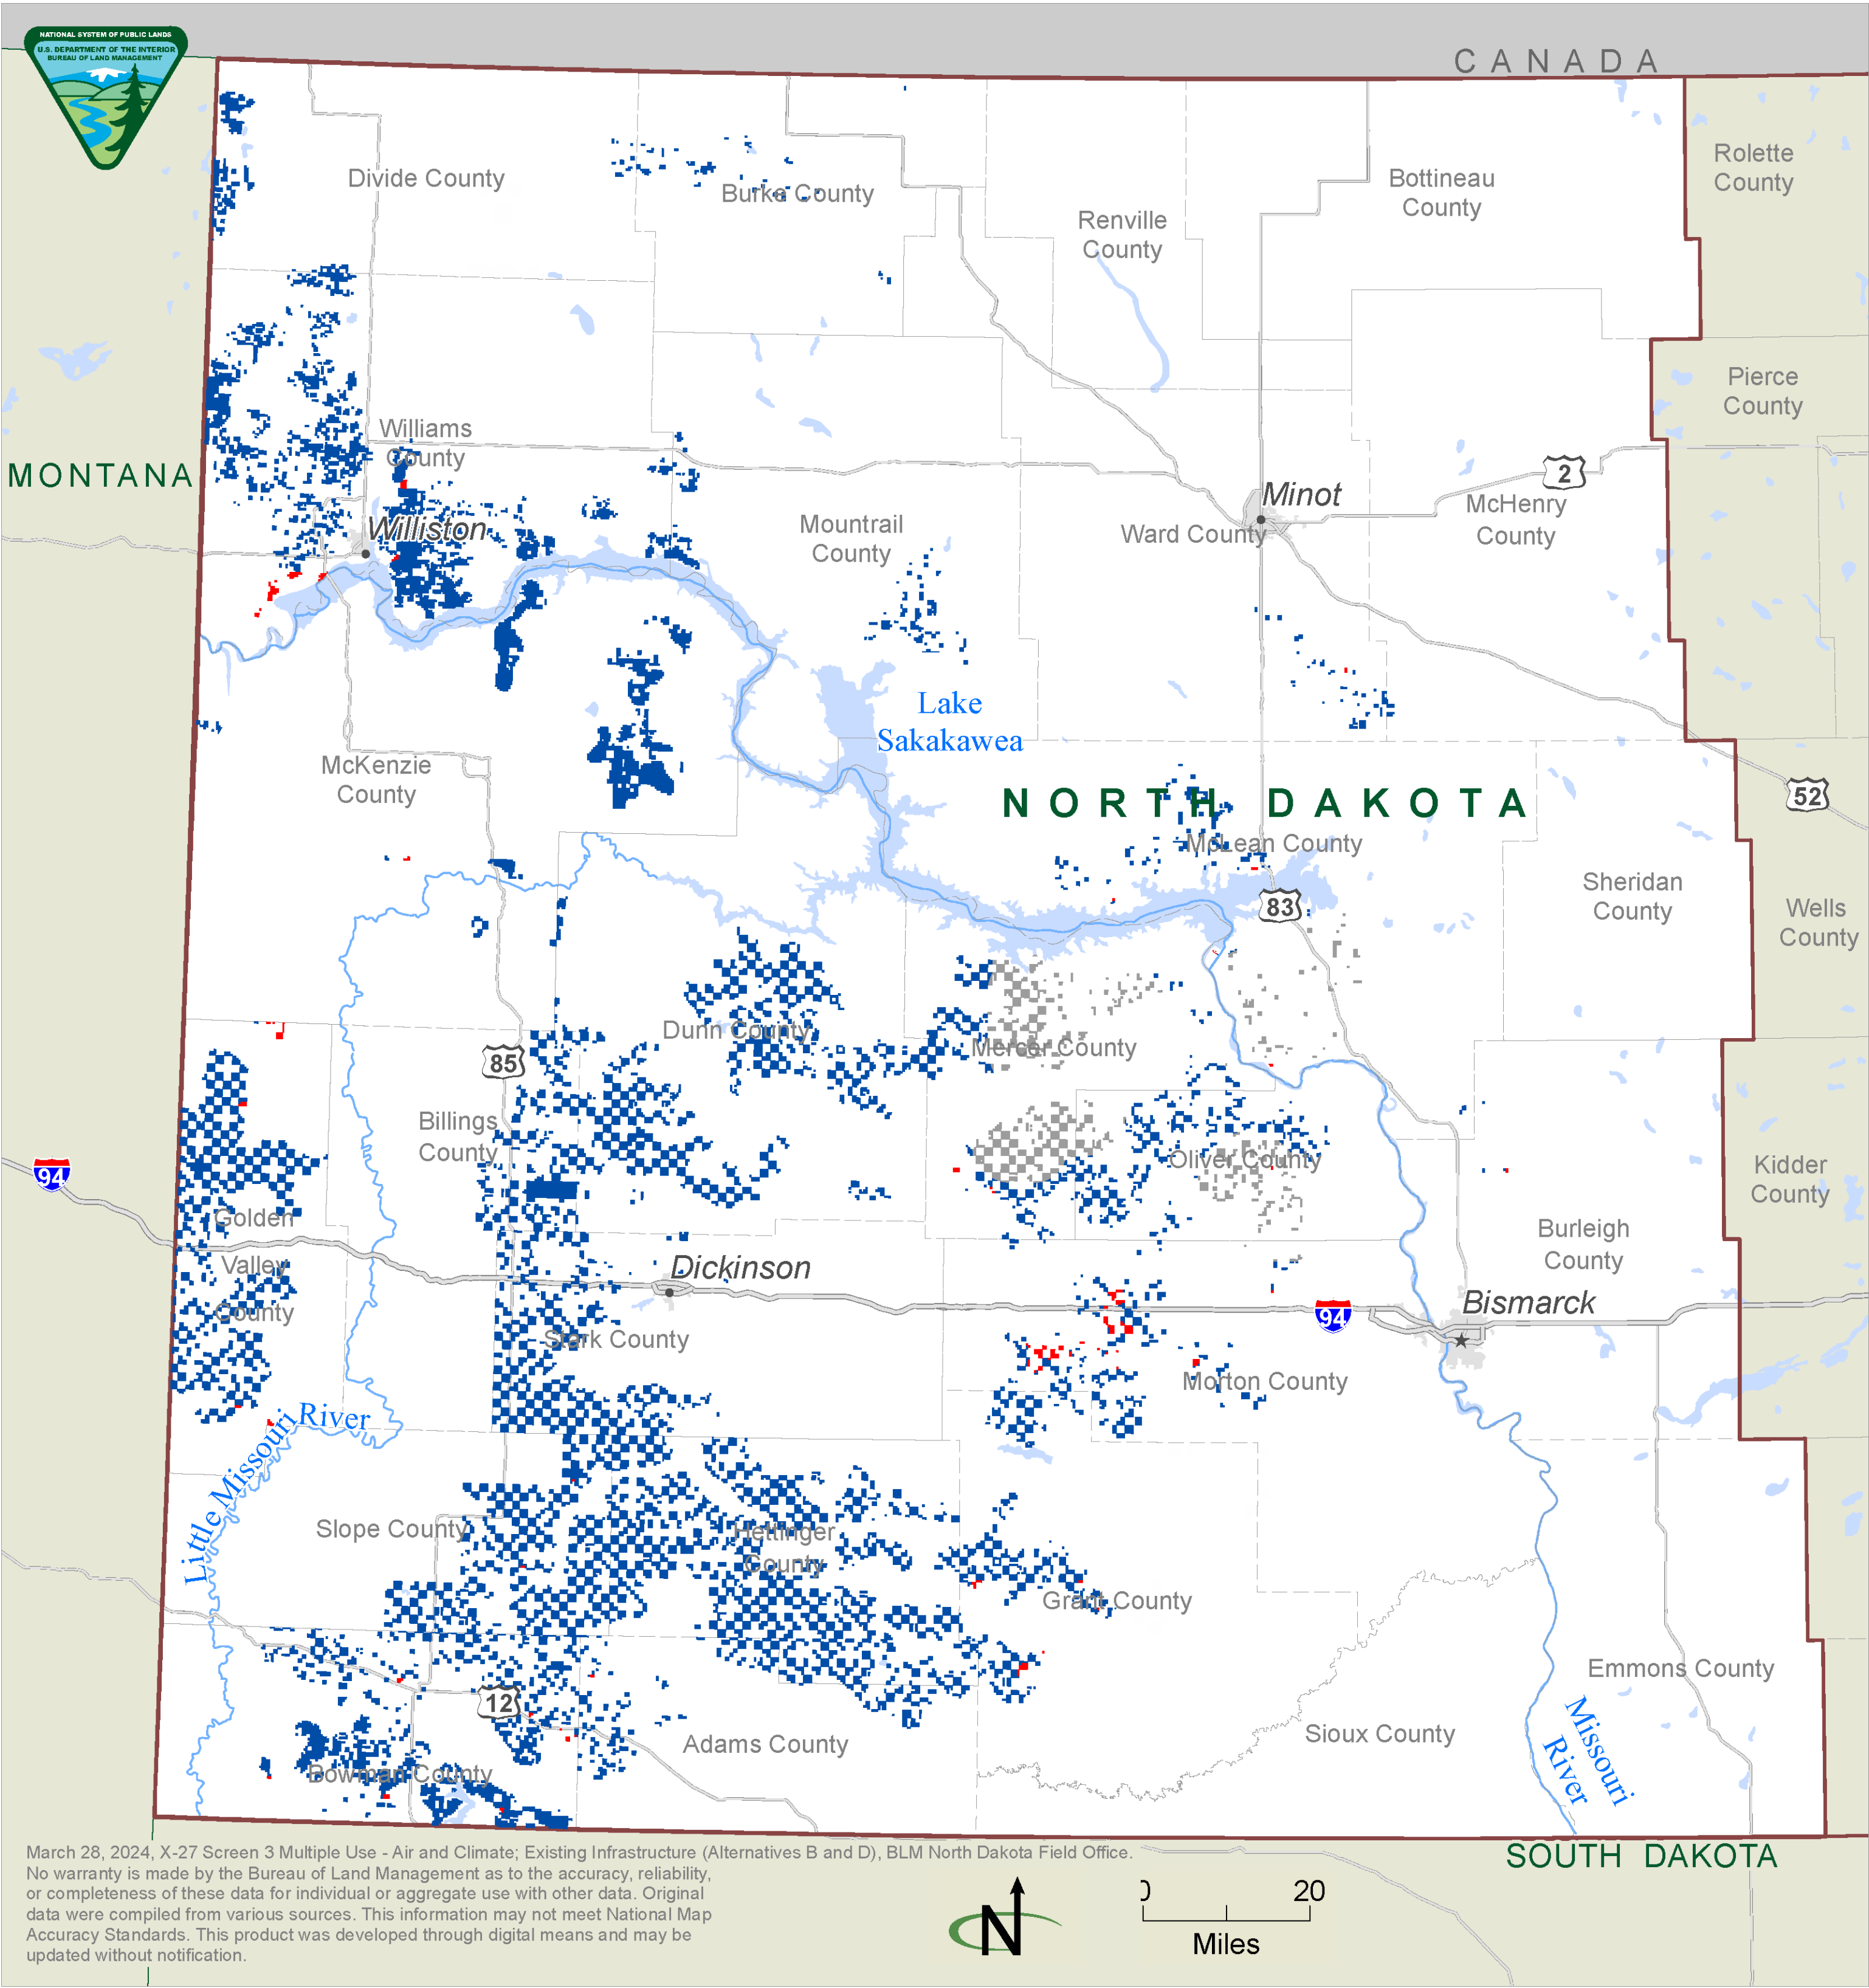 NATIONAL SYSTEM OF PUBLIC LANDS
U.S. DEPARTMENT OF THE INTERIOR
BUREAU OF LAND MANAGEMENT
CANADA
Divide County
Burke County
Renville
County
Bottineau
County
Rolette
County
Pierce
County
MONTANA
Williams
County
Williston
Mountrail
County
Minot
Ward County
2
McHenry
County
Lake
Sakakawea
McKenzie
County
NORTH DAKOTA
52
McLean County
83
Sheridan
County
Wells
County
Dunn County
Mercer County
85
Billings
County
94
Oliver County
Kidder
County
Golden
Valley
County
Burleigh
County
Dickinson
Bismarck
94
Stark County
Morton County
Little Missouri River
Slope County
Hettinger
County
Grant County
12
Adams County
Bowman County
Sioux County
Emmons County
Missouri
River
SOUTH DAKOTA
March 28, 2024, X-27 Screen 3 Multiple Use - Air and Climate; Existing Infrastructure (Alternatives B and D), BLM North Dakota Field Office.
No warranty is made by the Bureau of Land Management as to the accuracy, reliability,
or completeness of these data for individual or aggregate use with other data. Original
data were compiled from various sources. This information may not meet National Map
Accuracy Standards. This product was developed through digital means and may be
updated without notification.
N
0 20
Miles